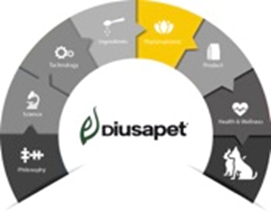 Ingredients
Phytonutrients
Technology
Product
Science
Health & Wellness
Philosophy
Diusapet